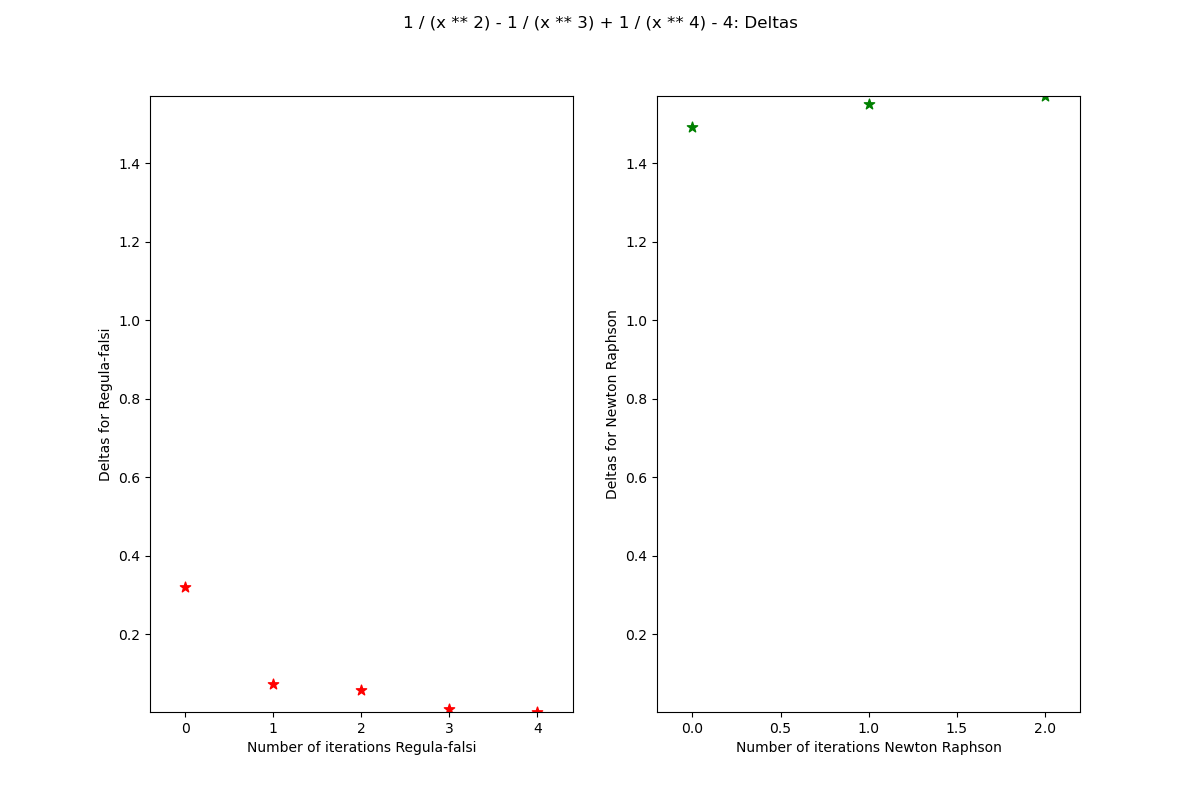 1 / (x ** 2) - 1 / (x ** 3) + 1 / (x ** 4) - 4: Deltas
Deltas for Regula-falsi
1.4
1.2
1.0
0.8
0.6
0.4
0.2
0 1 2 3 4
Number of iterations Regula-falsi
Deltas for Newton Raphson
1.4
1.2
1.0
0.8
0.6
0.4
0.2
0.0 0.5 1.0 1.5 2.0
Number of iterations Newton Raphson